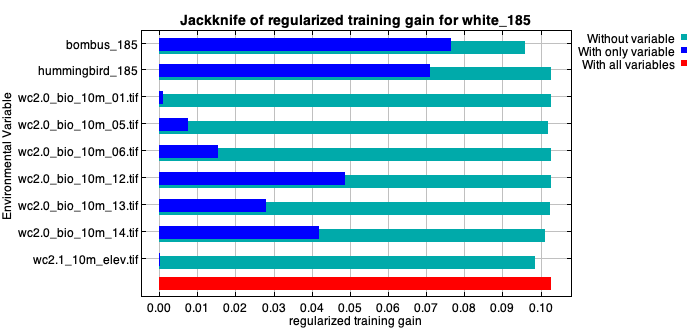 Jackknife of regularized training gain for white_185
Without variable
With only variable
With all variables
Environmental Variable
bombus_185
hummingbird_185
wc2.0_bio_10m_01.tif
wc2.0_bio_10m_05.tif
wc2.0_bio_10m_06.tif
wc2.0_bio_10m_12.tif
wc2.0_bio_10m_13.tif
wc2.0_bio_10m_14.tif
wc2.1_10m_elev.tif
0.00 0.01 0.02 0.03 0.04 0.05 0.06 0.07 0.08 0.09 0.10
regularized training gain